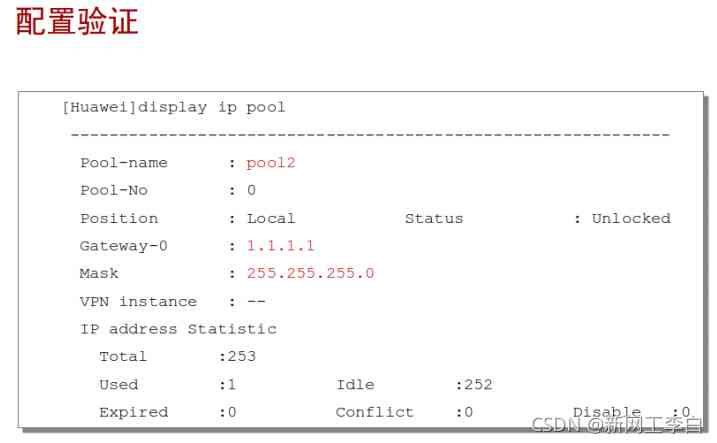 配置验证
[Huawei]display ip pool
-----------------------------------------------------------------
Pool-name : pool2
Pool-No : 0
Position : Local Status : Unlocked
Gateway-0 : 1.1.1.1
Mask : 255.255.255.0
VPN instance : --
IP address Statistic
Total :253
Used :1 Idle :252
Expired :0 Conflict :0 Disable :0
CSDN @新网工李白